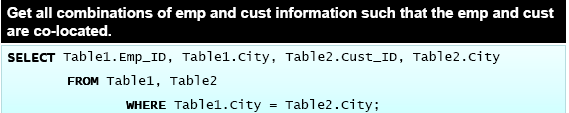 Get all combinations of emp and cust information such that the emp and cust
are co-located.
SELECT Table1.Emp_ID, Table1.City, Table2.Cust_ID, Table2.City
FROM Table1, Table2
WHERE Table1.City = Table2.City;